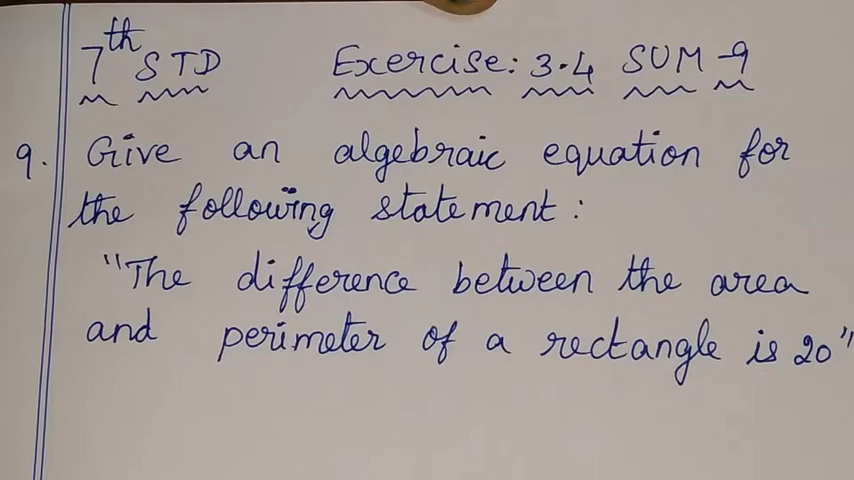 7th STD Exercise: 3.4 SUM-9
9. Give an algebraic equation for
the following statement:
"The difference between the area
and perimeter of a rectangle is 20"